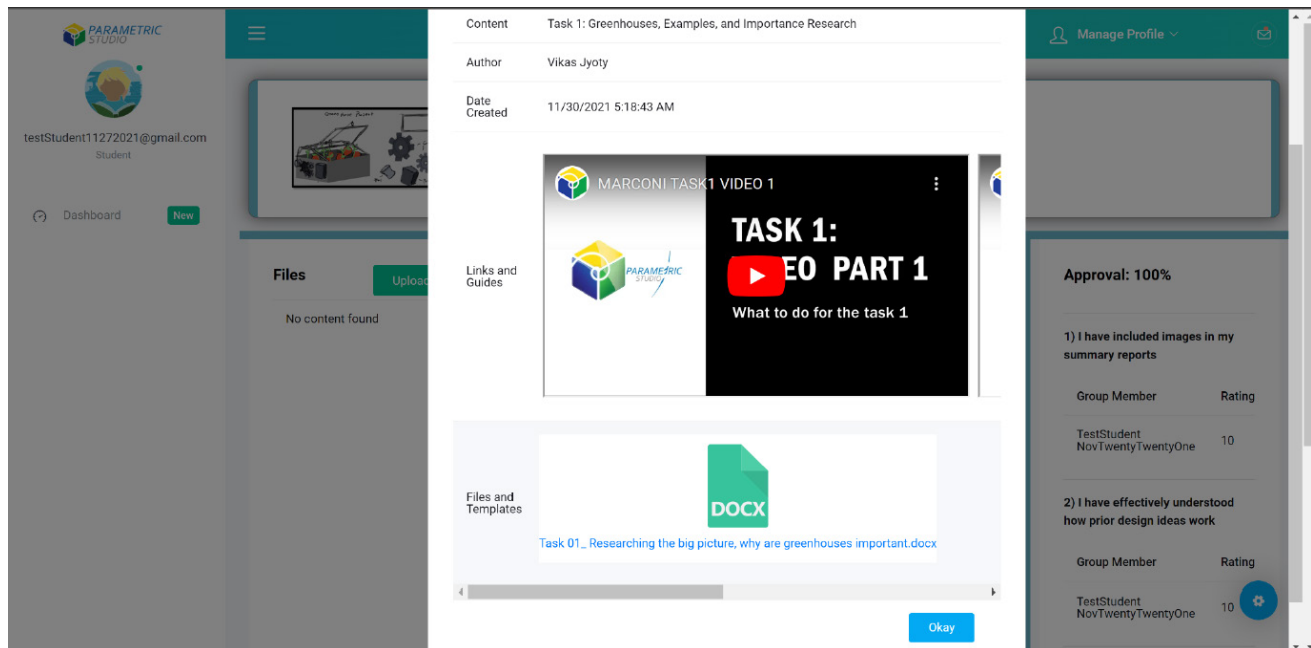 PARAMETRIC
STUDIO
testStudent11272021@gmail.com
Student
Dashboard
New
Manage Profile
Files
Upload
No content found
Content
Task 1: Greenhouses, Examples, and Importance Research
Author
Vikas Jyoty
Date
Created
11/30/2021 5:18:43 AM
Links and
Guides
MARCONI TASK1 VIDEO 1
PARAMETRIC
STUDIO
TASK 1:
PART 1
What to do for the task 1
Files and
Templates
DOCX
Task 01_ Researching the big picture, why are greenhouses important.docx
Okay
Approval: 100%
1) I have included images in my
summary reports
Group Member
Rating
TestStudent
NovTwentyTwentyOne
10
2) I have effectively understood
how prior design ideas work
Group Member
Rating
TestStudent
NovTwentyTwentyOne
10